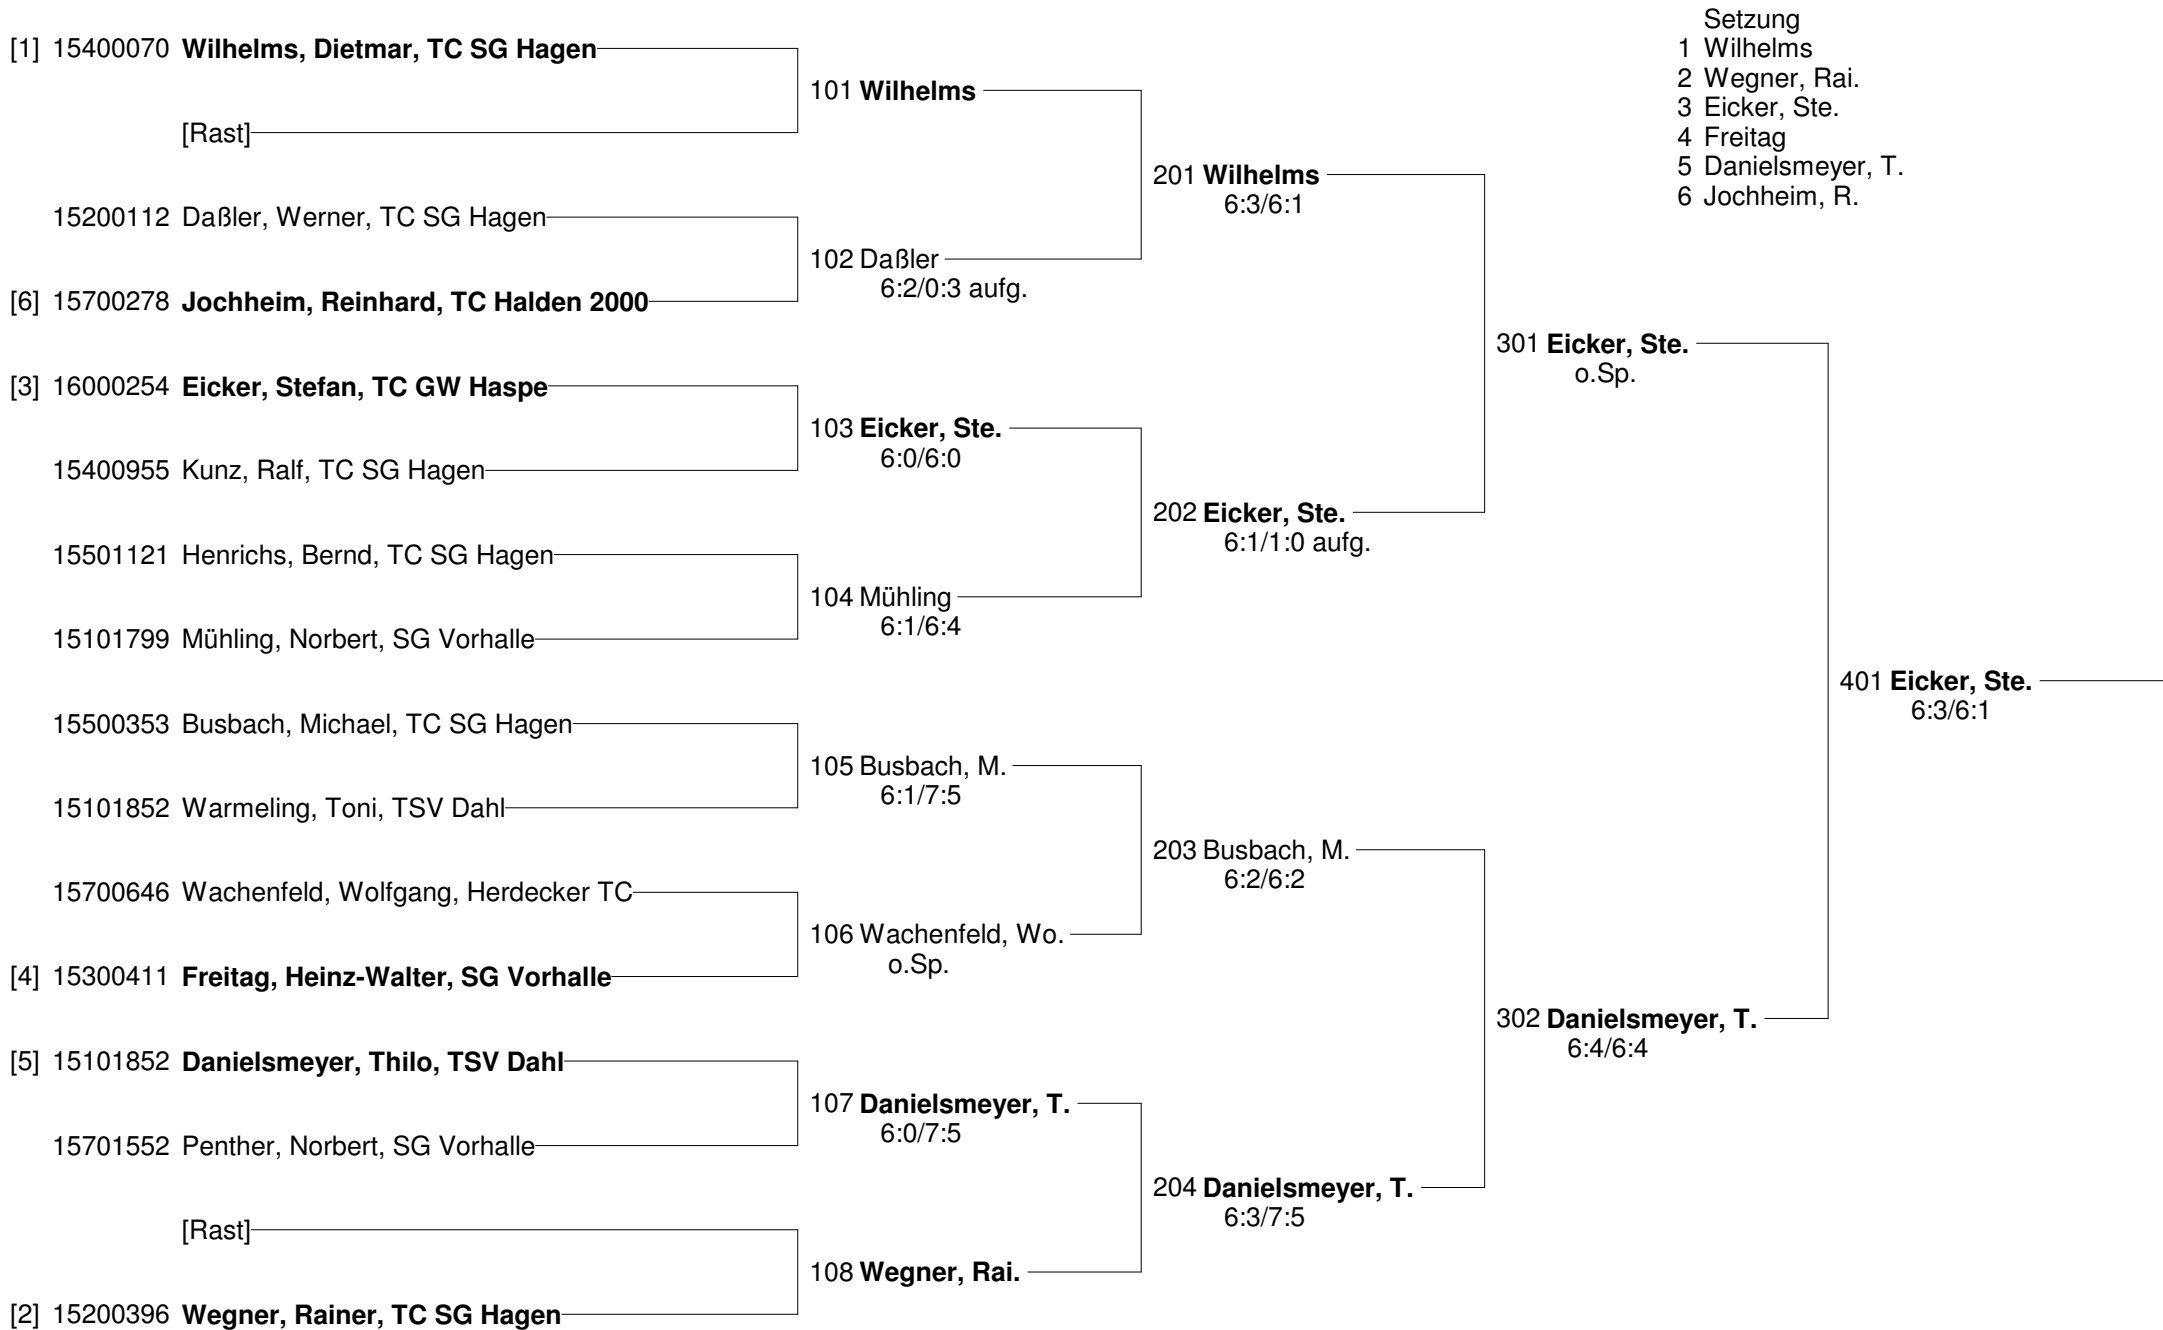 [1] 15400070 Wilhelms, Dietmar, TC SG Hagen
[Rast]
15200112 Daßler, Werner, TC SG Hagen
[6] 15700278 Jochheim, Reinhard, TC Halden 2000
[3] 16000254 Eicker, Stefan, TC GW Haspe
15400955 Kunz, Ralf, TC SG Hagen
15501121 Henrichs, Bernd, TC SG Hagen
15101799 Mühling, Norbert, SG Vorhalle
15500353 Busbach, Michael, TC SG Hagen
15101852 Warmeling, Toni, TSV Dahl
15700646 Wachenfeld, Wolfgang, Herdecker TC
[4] 15300411 Freitag, Heinz-Walter, SG Vorhalle
[5] 15101852 Danielsmeyer, Thilo, TSV Dahl
15701552 Penther, Norbert, SG Vorhalle
[Rast]
[2] 15200396 Wegner, Rainer, TC SG Hagen
101 Wilhelms
102 Daßler
6:2/0:3 aufg.
103 Eicker, Ste.
6:0/6:0
104 Mühling
6:1/6:4
105 Busbach, M.
6:1/7:5
106 Wachenfeld, Wo.
o.Sp.
107 Danielsmeyer, T.
6:0/7:5
108 Wegner, Rai.
201 Wilhelms
6:3/6:1
202 Eicker, Ste.
6:1/1:0 aufg.
203 Busbach, M.
6:2/6:2
204 Danielsmeyer, T.
6:3/7:5
301 Eicker, Ste.
o.Sp.
302 Danielsmeyer, T.
6:4/6:4
401 Eicker, Ste.
6:3/6:1
Setzung
1 Wilhelms
2 Wegner, Rai.
3 Eicker, Ste.
4 Freitag
5 Danielsmeyer, T.
6 Jochheim, R.